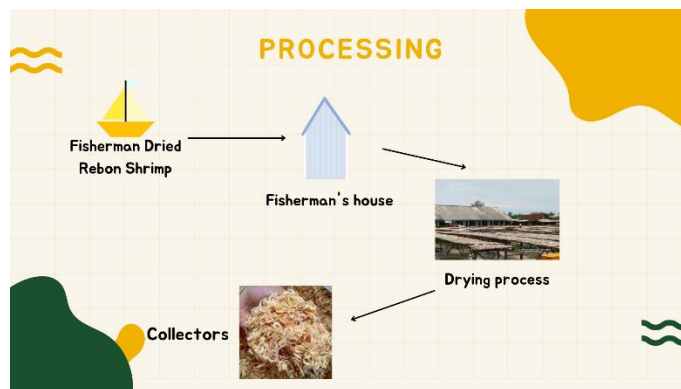 PROCESSING
Fisherman Dried
Rebon Shrimp
Fisherman's house
Drying process
Collectors